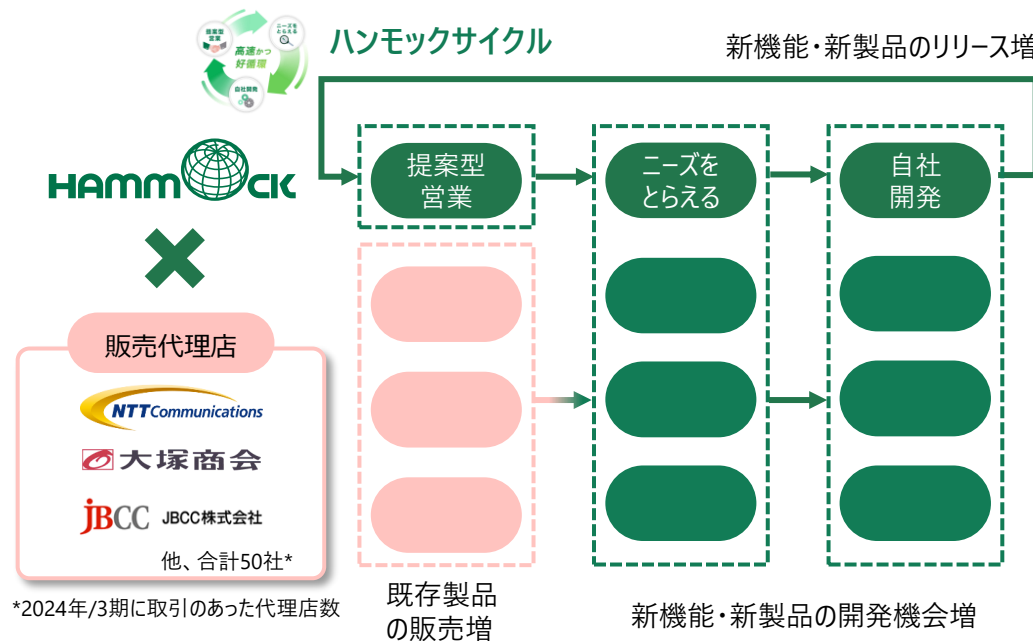 提案型
営業
ニーズを
とらえる
高速かつ
好循環
自社開発
ハンモックサイクル
新機能・新製品のリリース増
HAMMOCK
提案型
営業
ニーズを
とらえる
自社
開発
販売代理店
NTT Communications
大塚商会
JBCC JBCC株式会社
他、合計50社*
*2024年/3期に取引のあった代理店数
既存製品
の販売増
新機能・新製品の開発機会増